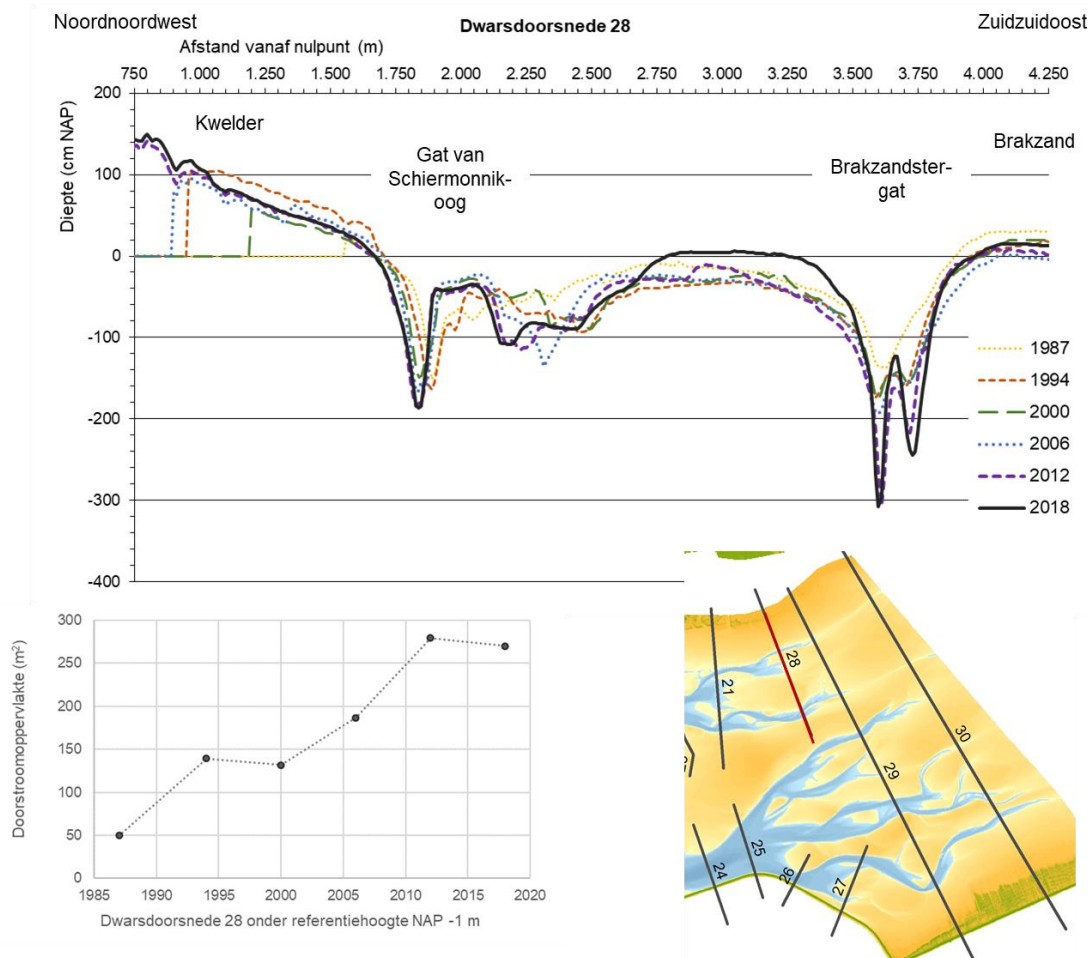 Noordnoordwest
Dwarsdoorsnede 28
Zuidzuidoost
Afstand vanaf nulpunt (m)
750 1.000 1.250 1.500 1.750 2.000 2.250 2.500 2.750 3.000 3.250 3.500 3.750 4.000 4.250
Diepte (cm NAP)
200
100
0
-100
-200
-300
-400
Kwelder
Gat van
Schiermonnik-
oog
Brakzandster-
gat
Brakzand
1987
1994
2000
2006
2012
2018
Doorstroomoppervlakte (m²)
300
250
200
150
100
50
0
1985 1990 1995 2000 2005 2010 2015 2020
Dwarsdoorsnede 28 onder referentiehoogte NAP -1 m
21
28
29
30
24
25
26
27